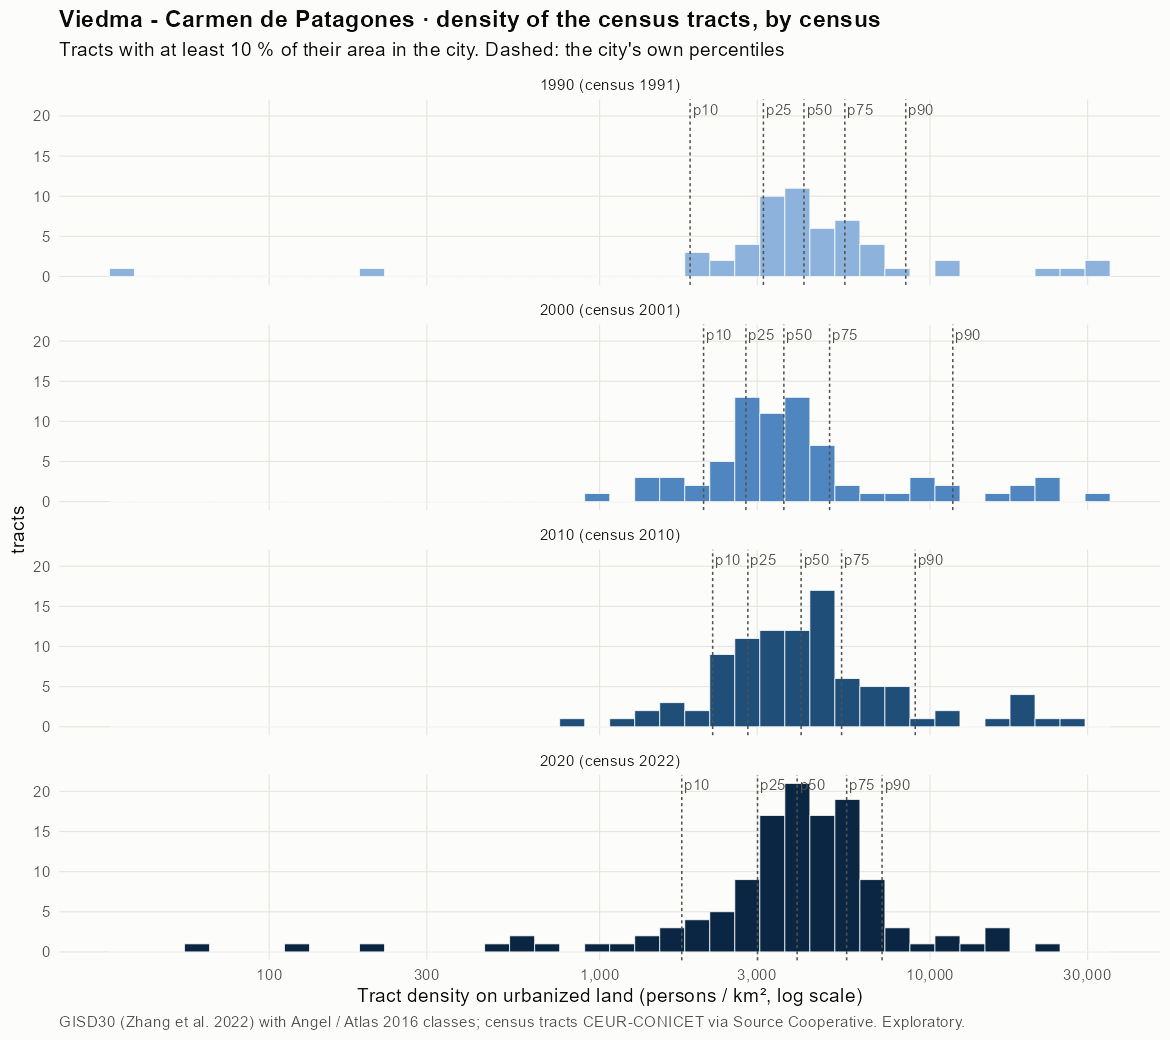 Viedma - Carmen de Patagones · density of the census tracts, by census
Tracts with at least 10 % of their area in the city. Dashed: the city's own percentiles
1990 (census 1991)
p10 p25 p50 p75 p90
20
15
10
5
0
2000 (census 2001)
p10 p25 p50 p75 p90
20
15
10
5
0
tracts
2010 (census 2010)
p10 p25 p50 p75 p90
20
15
10
5
0
2020 (census 2022)
p10 p25 p50 p75 p90
20
15
10
5
0
100 300 1,000 3,000 10,000 30,000
Tract density on urbanized land (persons / km², log scale)
GISD30 (Zhang et al. 2022) with Angel / Atlas 2016 classes; census tracts CEUR-CONICET via Source Cooperative. Exploratory.